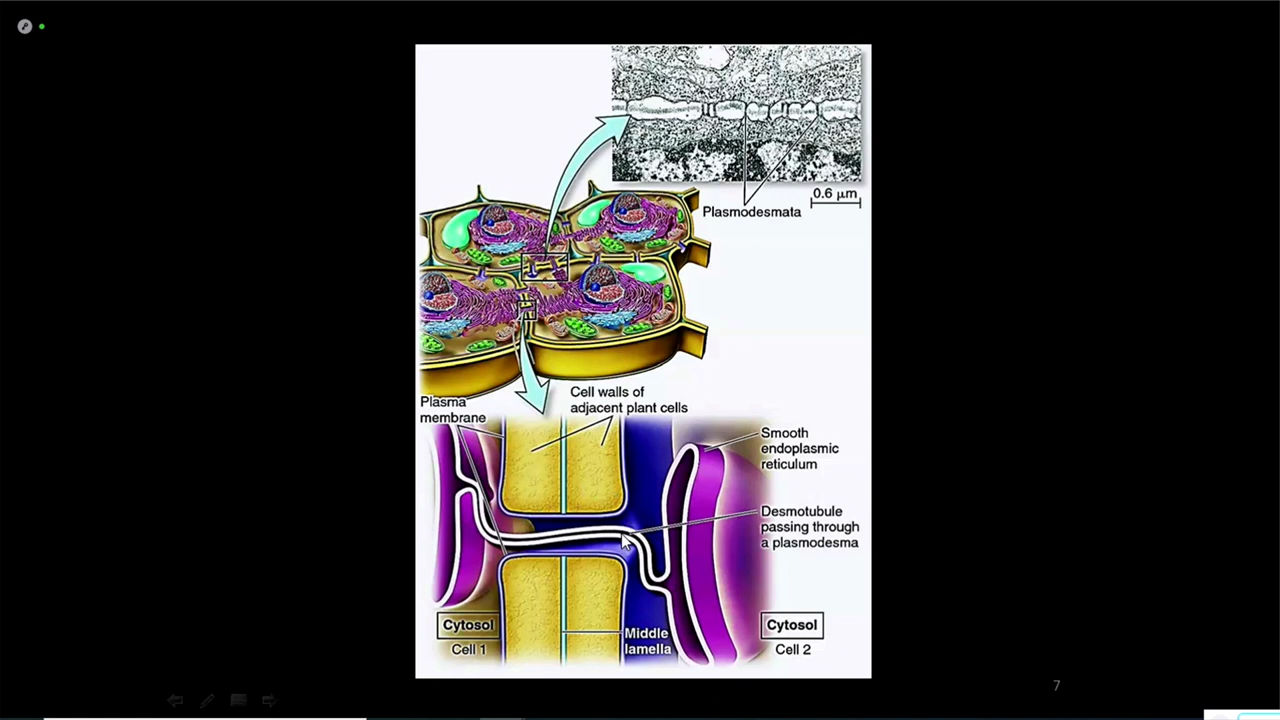 Plasmodesmata
0.6 µm
Plasma
membrane
Cell walls of
adjacent plant cells
Smooth
endoplasmic
reticulum
Desmotubule
passing through
a plasmodesma
Cytosol
Cell 1
Middle
lamella
Cytosol
Cell 2
7